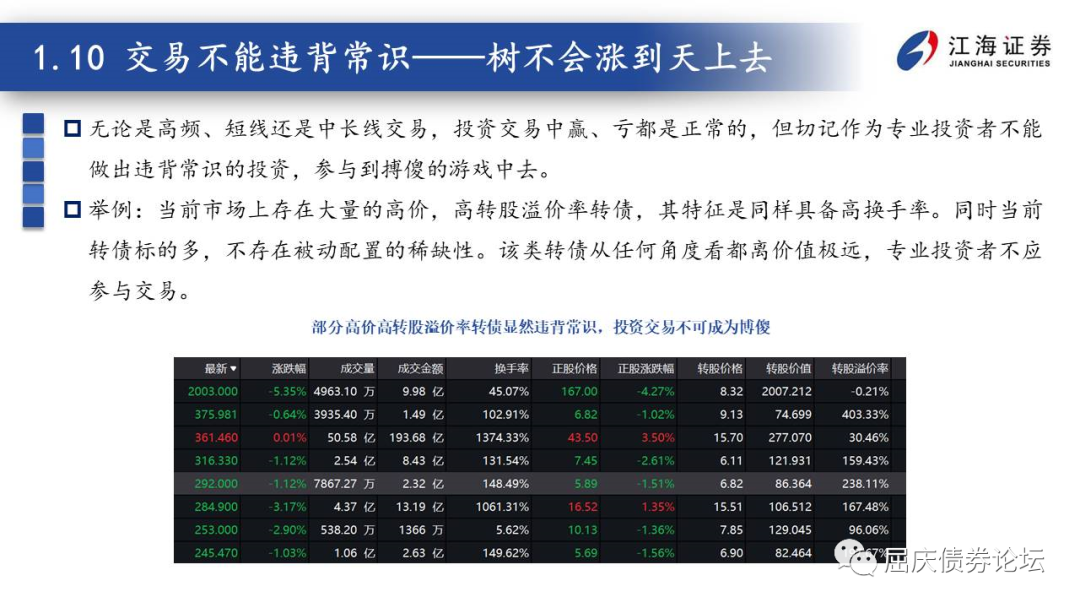 1.10 交易不能违背常识——树不会涨到天上去
江海证券
JIANGHAI SECURITIES
无论是高频、短线还是中长线交易，投资交易中赢、亏都是正常的，但切记作为专业投资者不能
做出违背常识的投资，参与到搏傻的游戏中去。
举例：当前市场上存在大量的高价，高转股溢价率转债，其特征是同样具备高换手率。同时当前
转债标的多，不存在被动配置的稀缺性。该类转债从任何角度看都离价值极远，专业投资者不应
参与交易。
部分高价高转股溢价率转债显然违背常识，投资交易不可成为博傻
最新 涨跌幅 成交量 成交金额 换手率 正股价格 正股涨跌幅 转股价格 转股价值 转股溢价率
2003.000 -5.35% 4963.10 万 9.98 亿 45.07% 167.00 -4.27% 8.32 2007.212 -0.21%
375.981 -0.64% 3935.40 万 1.49 亿 102.91% 6.82 -1.02% 9.13 74.699 403.33%
361.460 0.01% 50.58 亿 193.68 亿 1374.33% 43.50 3.50% 15.70 277.070 30.46%
316.330 -1.12% 2.54 亿 8.43 亿 131.54% 7.45 -2.61% 6.11 121.931 159.43%
292.000 -1.12% 7867.27 万 2.32 亿 148.49% 5.89 -1.51% 6.82 86.364 238.11%
284.900 -3.17% 4.37 亿 13.19 亿 1061.31% 16.52 1.35% 15.51 106.512 167.48%
253.000 -2.90% 538.20 万 1366 万 5.62% 10.13 -1.36% 7.85 129.045 96.06%
245.470 -1.03% 1.06 亿 2.63 亿 149.62% 5.69 -1.56% 6.90 82.464
屈庆债券论坛